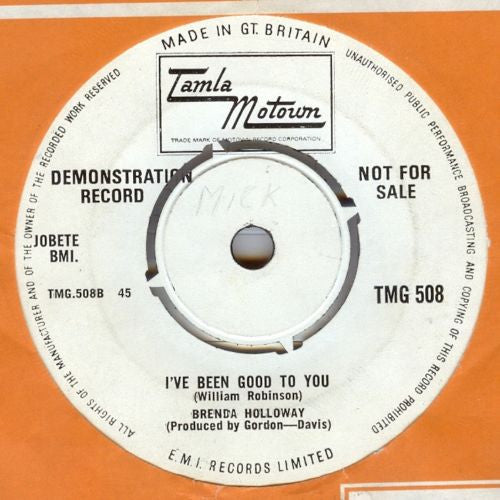 MADE IN GT. BRITAIN
Tamla
Motown
TRADE MARK OF MOTOWN RECORD CORPORATION
DEMONSTRATION
RECORD
MICK
NOT FOR
SALE
JOBETE
BMI.
TMG.508B 45
TMG 508
I'VE BEEN GOOD TO YOU
(William Robinson)
BRENDA HOLLOWAY
(Produced by Gordon—Davis)
E.M.I. RECORDS LIMITED
ALL RIGHTS OF THE MANUFACTURER AND OF THE OWNER OF THE RECORDED WORK RESERVED
UNAUTHORISED PUBLIC PERFORMANCE BROADCASTING AND COPYING OF THIS RECORD PROHIBITED